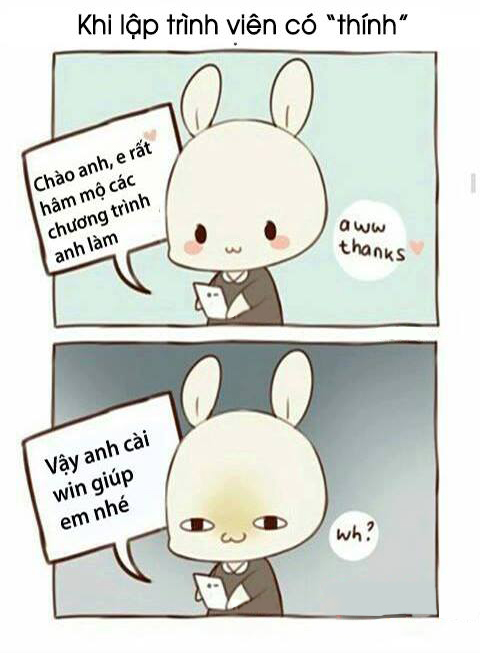 Khi lập trình viên có “thính”
Chào anh, e rất
hâm mộ các
chương trình
anh làm
aww
thanks
Vậy anh cài
win giúp
em nhé
wh?